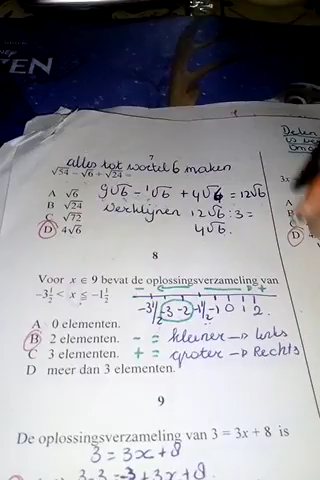 EN
7
alles tot wortel 6 maken
√54 − √6 + √24 =
A √6
B √24
C √72
D 4√6
9√6 - 1√6 + 4√6 = 12√6
Verklijnen 12√6 : 3 =
4√6.
8
Voor x ∈ 9 bevat de oplossingsverzameling van
-3½ < x ≤ -1½
-3½ -3 -2 -1½ -1 0 1 2
A 0 elementen.
B 2 elementen.
C 3 elementen.
D meer dan 3 elementen.
- = kleiner → links
+ = groter → Rechts
9
De oplossingsverzameling van 3 = 3x + 8 is
3 = 3x + 8
3-3 = -3 + 3x + 8
Delen
3x
A
B
D